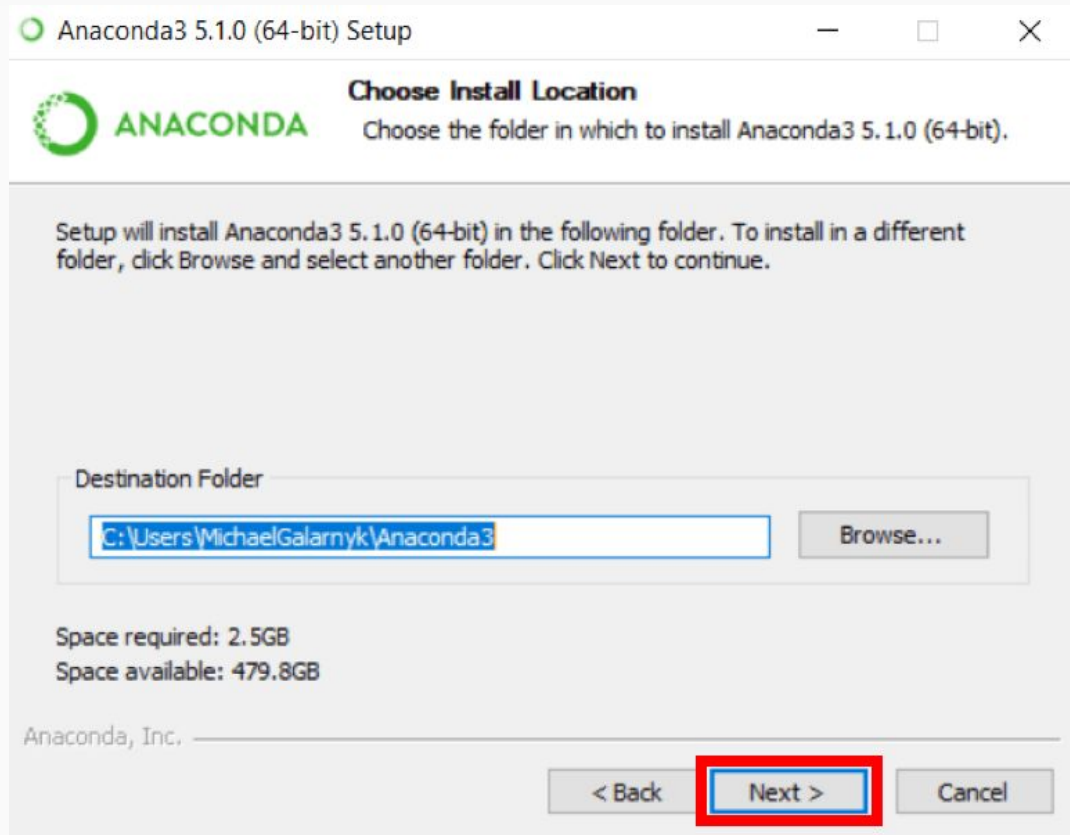 Anaconda3 5.1.0 (64-bit) Setup
ANACONDA
Choose Install Location
Choose the folder in which to install Anaconda3 5.1.0 (64-bit).
Setup will install Anaconda3 5.1.0 (64-bit) in the following folder. To install in a different
folder, click Browse and select another folder. Click Next to continue.
Destination Folder
C:\Users\MichaelGalarnyk\Anaconda3
Browse...
Space required: 2.5GB
Space available: 479.8GB
Anaconda, Inc.
< Back
Next >
Cancel